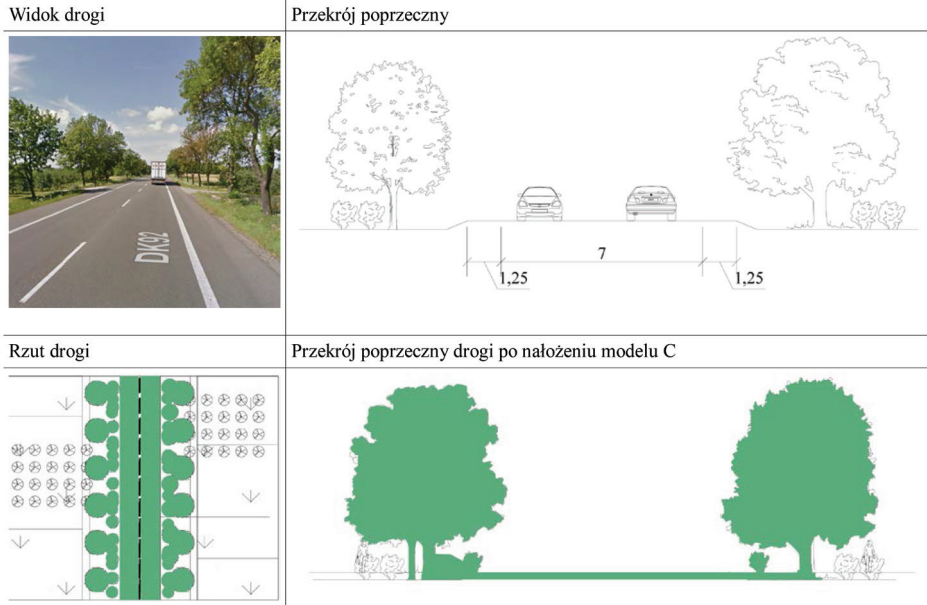 Widok drogi
Przekrój poprzeczny
DK92
7
1,25
1,25
Rzut drogi
Przekrój poprzeczny drogi po nałożeniu modelu C